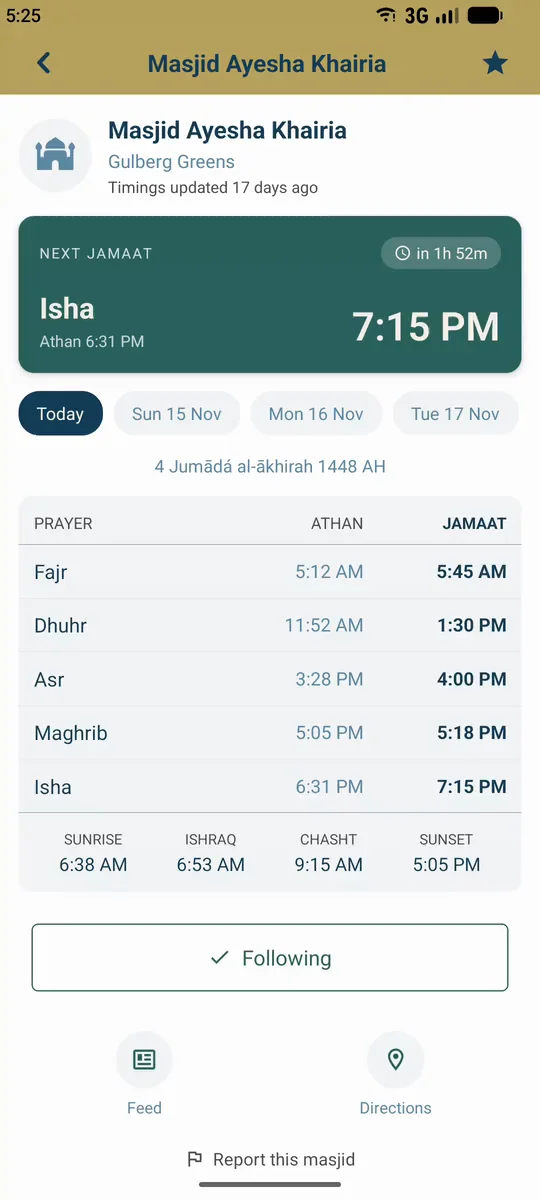 5:25 3G
Masjid Ayesha Khairia
Masjid Ayesha Khairia
Gulberg Greens
Timings updated 17 days ago
NEXT JAMAAT in 1h 52m
Isha
Athan 6:31 PM
7:15 PM
Today Sun 15 Nov Mon 16 Nov Tue 17 Nov
4 Jumādá al-ākhirah 1448 AH
PRAYER ATHAN JAMAAT
Fajr 5:12 AM 5:45 AM
Dhuhr 11:52 AM 1:30 PM
Asr 3:28 PM 4:00 PM
Maghrib 5:05 PM 5:18 PM
Isha 6:31 PM 7:15 PM
SUNRISE ISHRAQ CHASHT SUNSET
6:38 AM 6:53 AM 9:15 AM 5:05 PM
Following
Feed Directions
Report this masjid